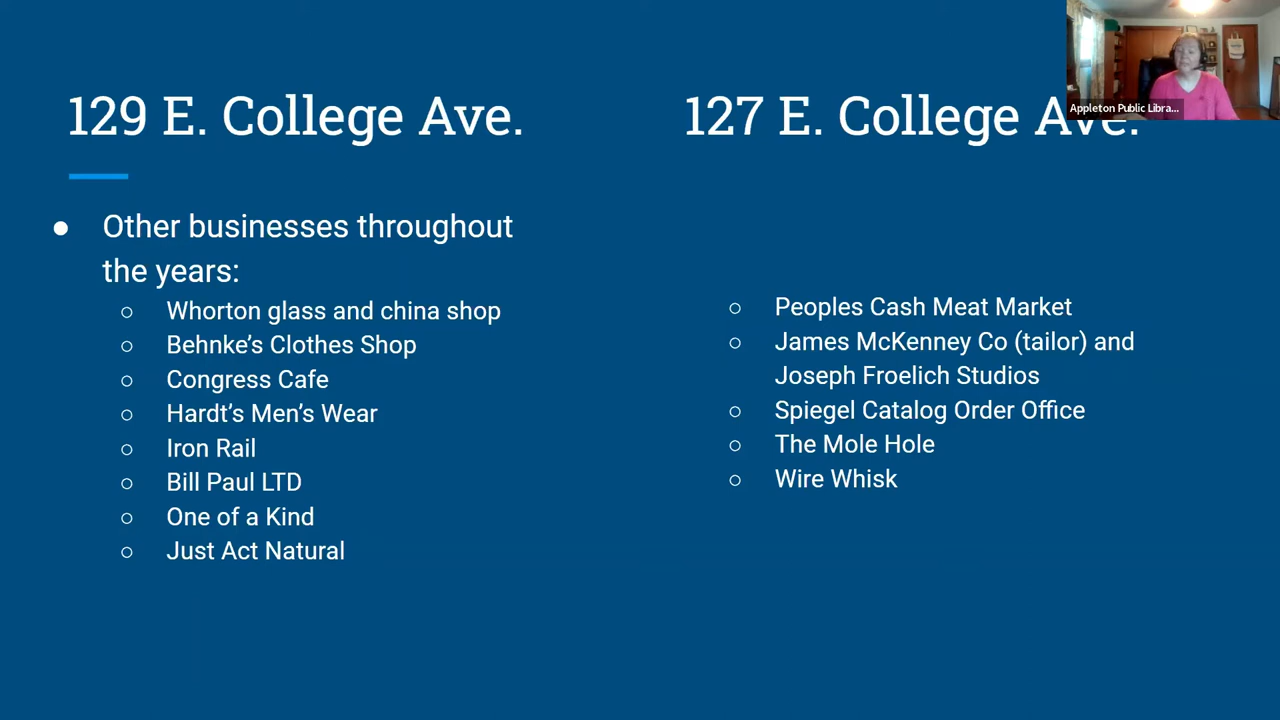 129 E. College Ave.
127 E. College Ave.
Appleton Public Libra...
● Other businesses throughout
the years:
○ Whorton glass and china shop
○ Behnke’s Clothes Shop
○ Congress Cafe
○ Hardt’s Men’s Wear
○ Iron Rail
○ Bill Paul LTD
○ One of a Kind
○ Just Act Natural
○ Peoples Cash Meat Market
○ James McKenney Co (tailor) and
Joseph Froelich Studios
○ Spiegel Catalog Order Office
○ The Mole Hole
○ Wire Whisk